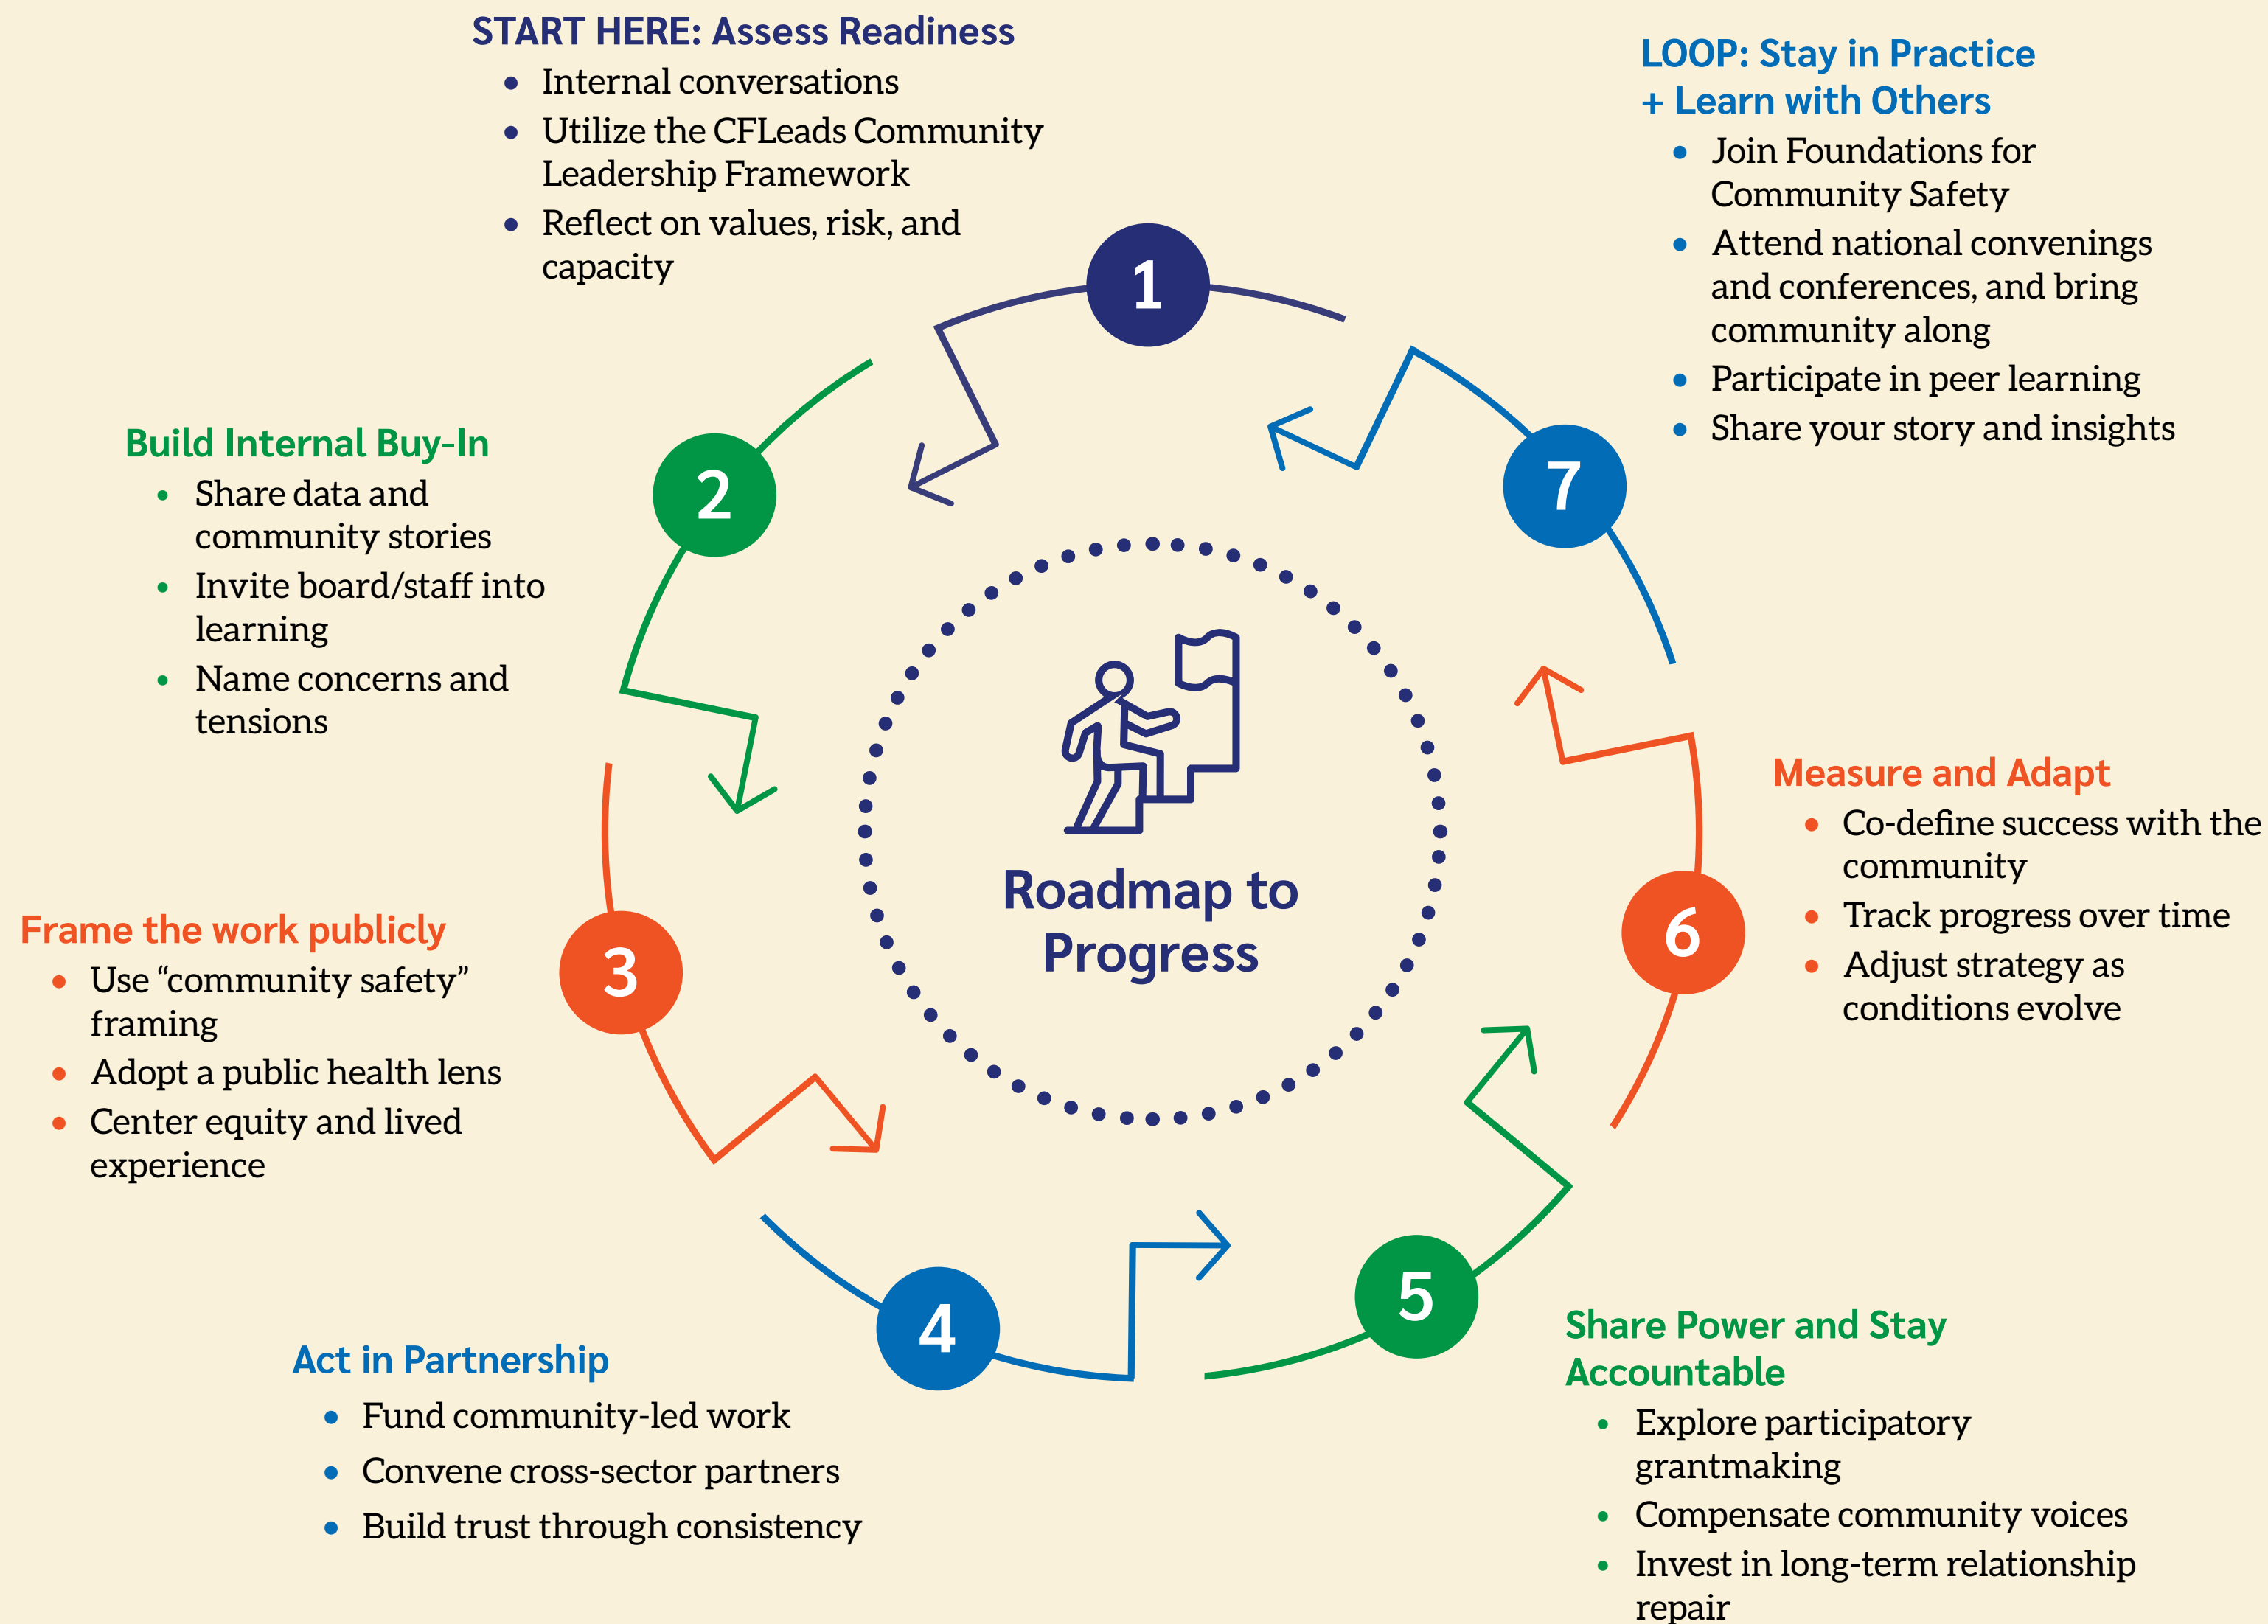 START HERE: Assess Readiness
• Internal conversations
• Utilize the CFLeads Community
Leadership Framework
• Reflect on values, risk, and
capacity
1
Build Internal Buy-In
• Share data and
community stories
• Invite board/staff into
learning
• Name concerns and
tensions
2
Frame the work publicly
• Use “community safety”
framing
• Adopt a public health lens
• Center equity and lived
experience
3
Act in Partnership
• Fund community-led work
• Convene cross-sector partners
• Build trust through consistency
4
Share Power and Stay
Accountable
• Explore participatory
grantmaking
• Compensate community voices
• Invest in long-term relationship
repair
5
Measure and Adapt
• Co-define success with the
community
• Track progress over time
• Adjust strategy as
conditions evolve
6
LOOP: Stay in Practice
+ Learn with Others
• Join Foundations for
Community Safety
• Attend national convenings
and conferences, and bring
community along
• Participate in peer learning
• Share your story and insights
7
Roadmap to
Progress